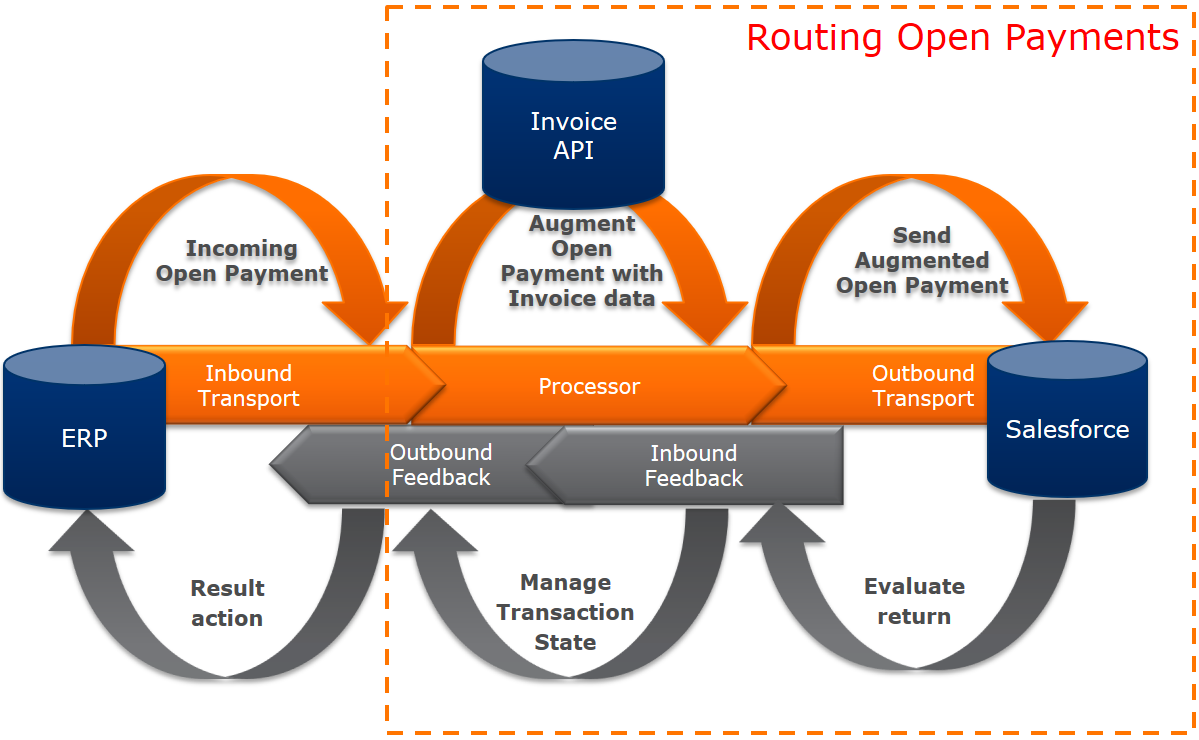 Routing Open Payments
Invoice
API
Incoming
Open Payment
Augment
Open
Payment with
Invoice data
Send
Augmented
Open Payment
ERP
Inbound
Transport
Processor
Outbound
Transport
Salesforce
Outbound
Feedback
Inbound
Feedback
Result
action
Manage
Transaction
State
Evaluate
return